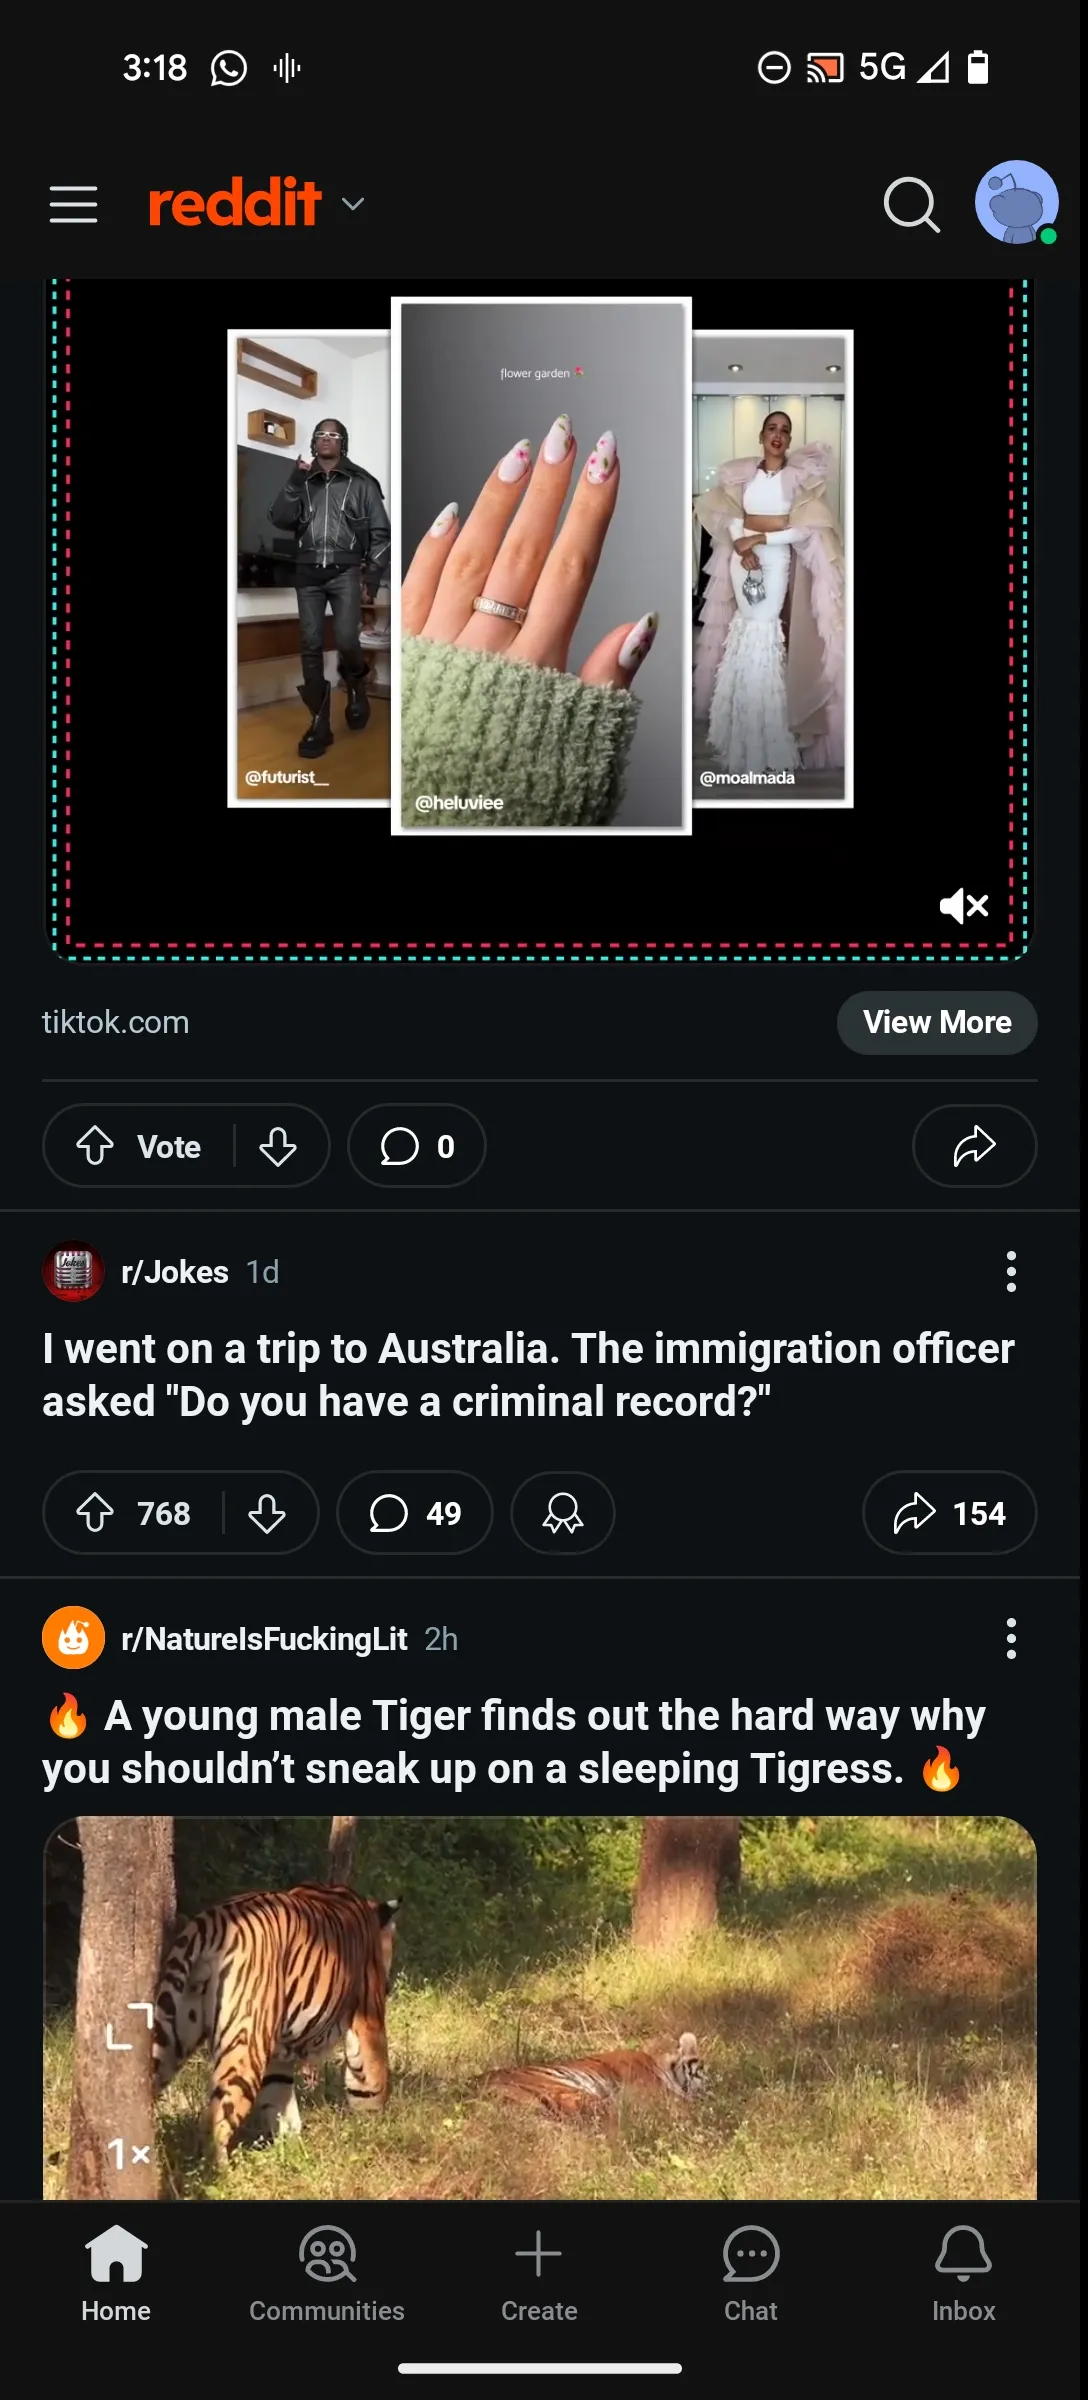 3:18
5G
reddit
flower garden
@futurist__
@heluviee
@moalmada
tiktok.com
View More
Vote
0
r/Jokes 1d
I went on a trip to Australia. The immigration officer
asked "Do you have a criminal record?"
768
49
154
r/NatureIsFuckingLit 2h
🔥 A young male Tiger finds out the hard way why
you shouldn’t sneak up on a sleeping Tigress. 🔥
1×
Home
Communities
Create
Chat
Inbox